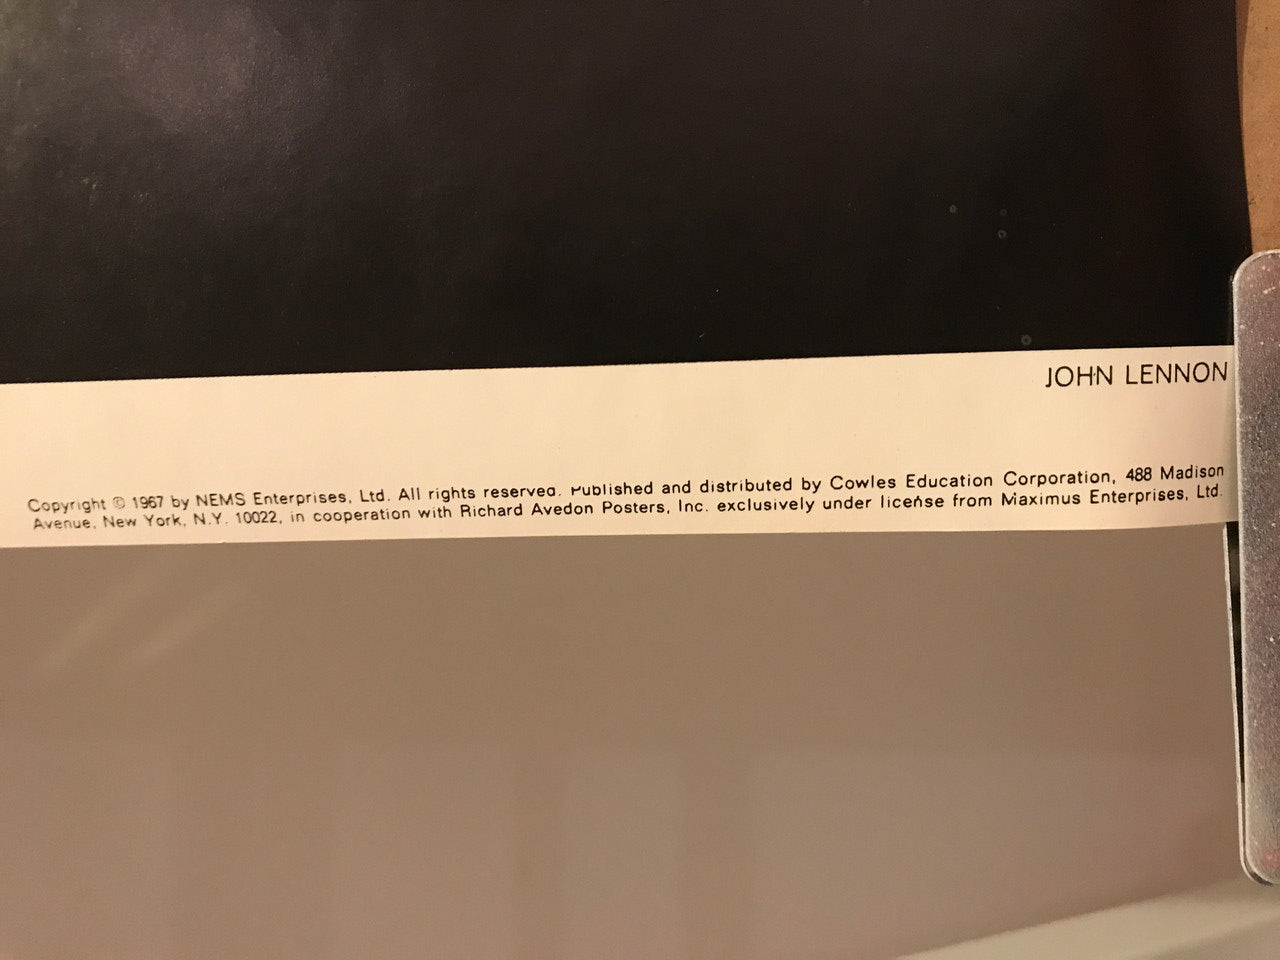 JOHN LENNON
Copyright © 1967 by NEMS Enterprises, Ltd. All rights reserved. Published and distributed by Cowles Education Corporation, 488 Madison
Avenue, New York, N.Y. 10022, in cooperation with Richard Avedon Posters, Inc. exclusively under license from Maximus Enterprises, Ltd.